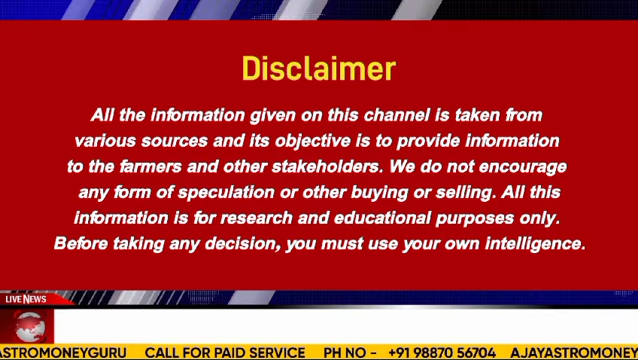 Disclaimer
All the information given on this channel is taken from
various sources and its objective is to provide information
to the farmers and other stakeholders. We do not encourage
any form of speculation or other buying or selling. All this
information is for research and educational purposes only.
Before taking any decision, you must use your own intelligence.
LIVE NEWS
ASTROMONEYGURU CALL FOR PAID SERVICE PH NO - +91 98870 56704 AJAYASTROMONEY